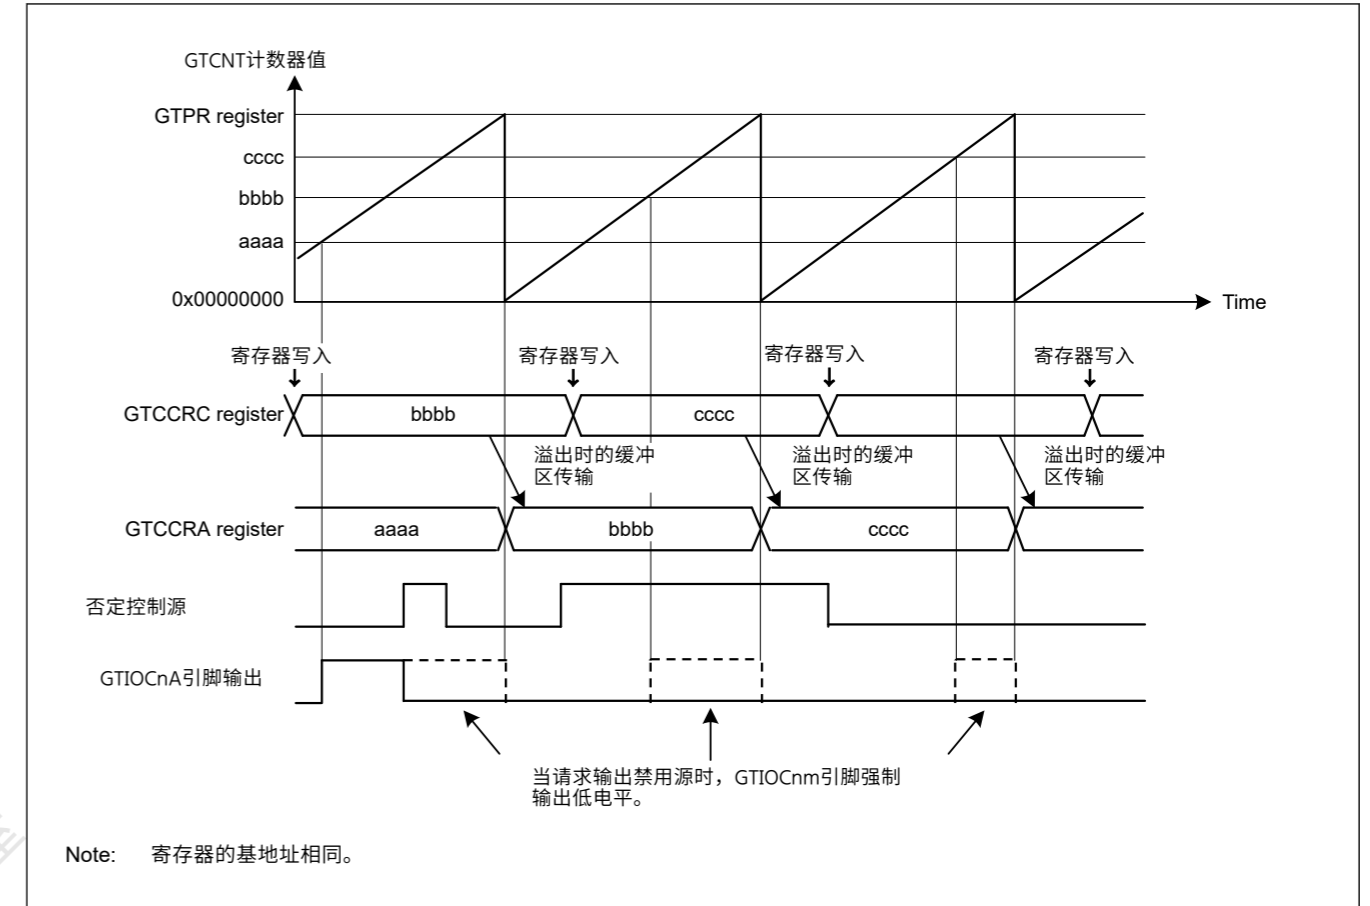 GTCNT计数器值
GTPR register
cccc
bbbb
aaaa
0x00000000
Time
寄存器写入
寄存器写入
寄存器写入
寄存器写入
GTCCRC register
bbbb
cccc
溢出时的缓冲
区传输
溢出时的缓冲
区传输
溢出时的缓冲
区传输
GTCCRA register
aaaa
bbbb
cccc
否定控制源
GTIOCnA引脚输出
当请求输出禁用源时，GTIOCnm引脚强制
输出低电平。
Note: 寄存器的基地址相同。